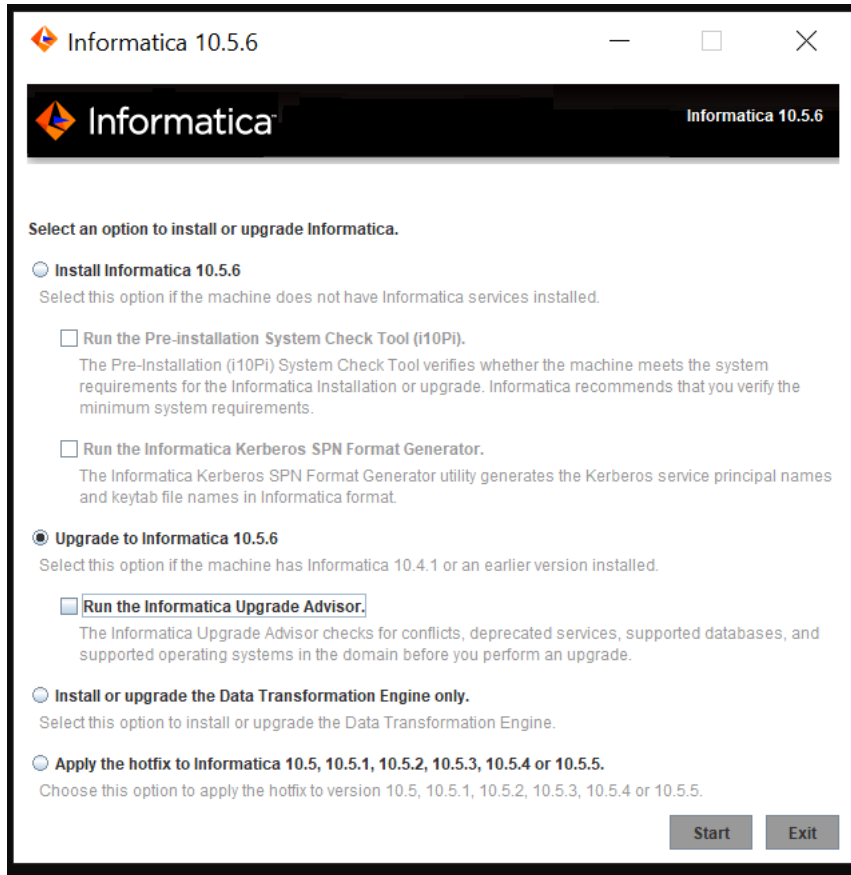 Informatica 10.5.6
Informatica
Informatica 10.5.6
Select an option to install or upgrade Informatica.
Install Informatica 10.5.6
Select this option if the machine does not have Informatica services installed.
Run the Pre-installation System Check Tool (i10Pi).
The Pre-Installation (i10Pi) System Check Tool verifies whether the machine meets the system
requirements for the Informatica Installation or upgrade. Informatica recommends that you verify the
minimum system requirements.
Run the Informatica Kerberos SPN Format Generator.
The Informatica Kerberos SPN Format Generator utility generates the Kerberos service principal names
and keytab file names in Informatica format.
Upgrade to Informatica 10.5.6
Select this option if the machine has Informatica 10.4.1 or an earlier version installed.
Run the Informatica Upgrade Advisor.
The Informatica Upgrade Advisor checks for conflicts, deprecated services, supported databases, and
supported operating systems in the domain before you perform an upgrade.
Install or upgrade the Data Transformation Engine only.
Select this option to install or upgrade the Data Transformation Engine.
Apply the hotfix to Informatica 10.5, 10.5.1, 10.5.2, 10.5.3, 10.5.4 or 10.5.5.
Choose this option to apply the hotfix to version 10.5, 10.5.1, 10.5.2, 10.5.3, 10.5.4 or 10.5.5.
Start Exit